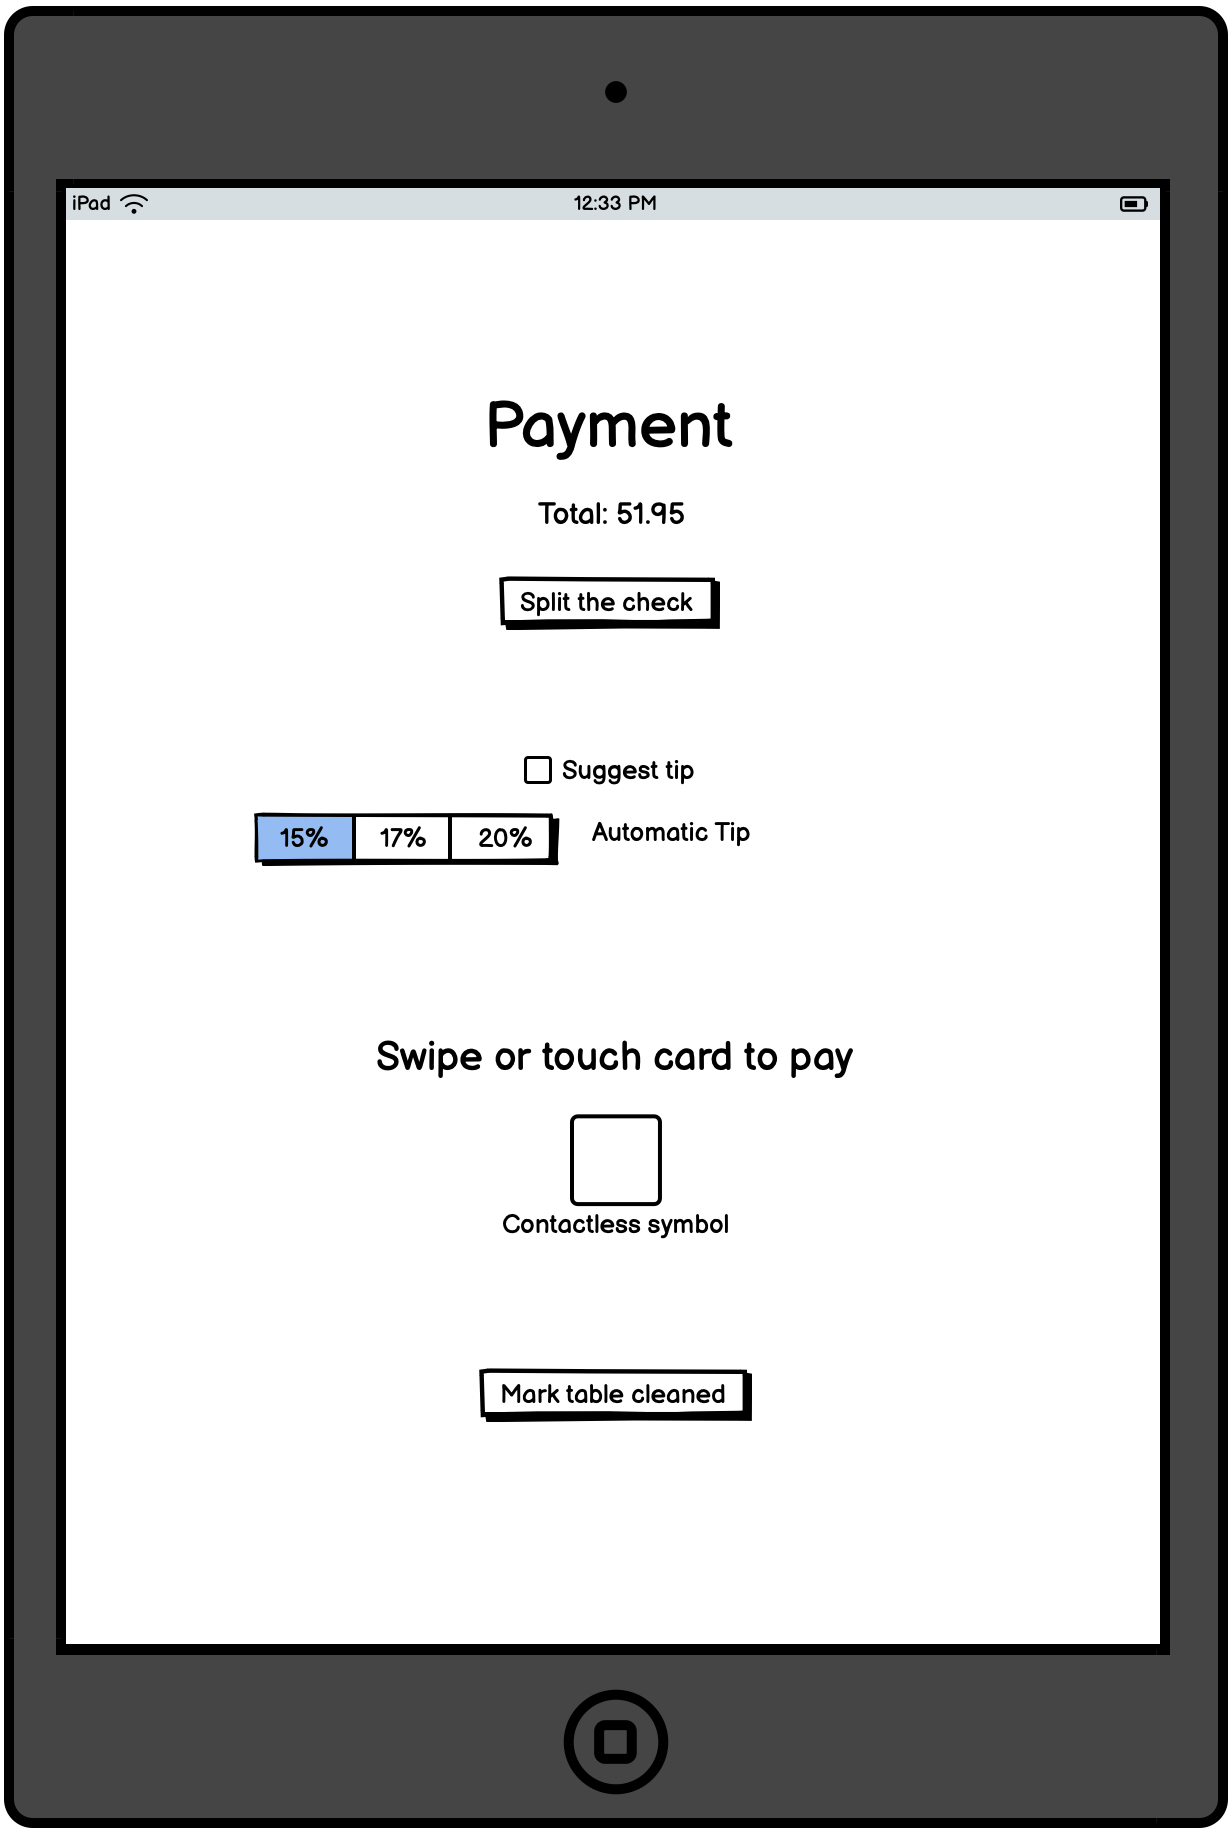 iPad 12:33 PM
Payment
Total: 51.95
Split the check
Suggest tip
15% 17% 20% Automatic Tip
Swipe or touch card to pay
Contactless symbol
Mark table cleaned